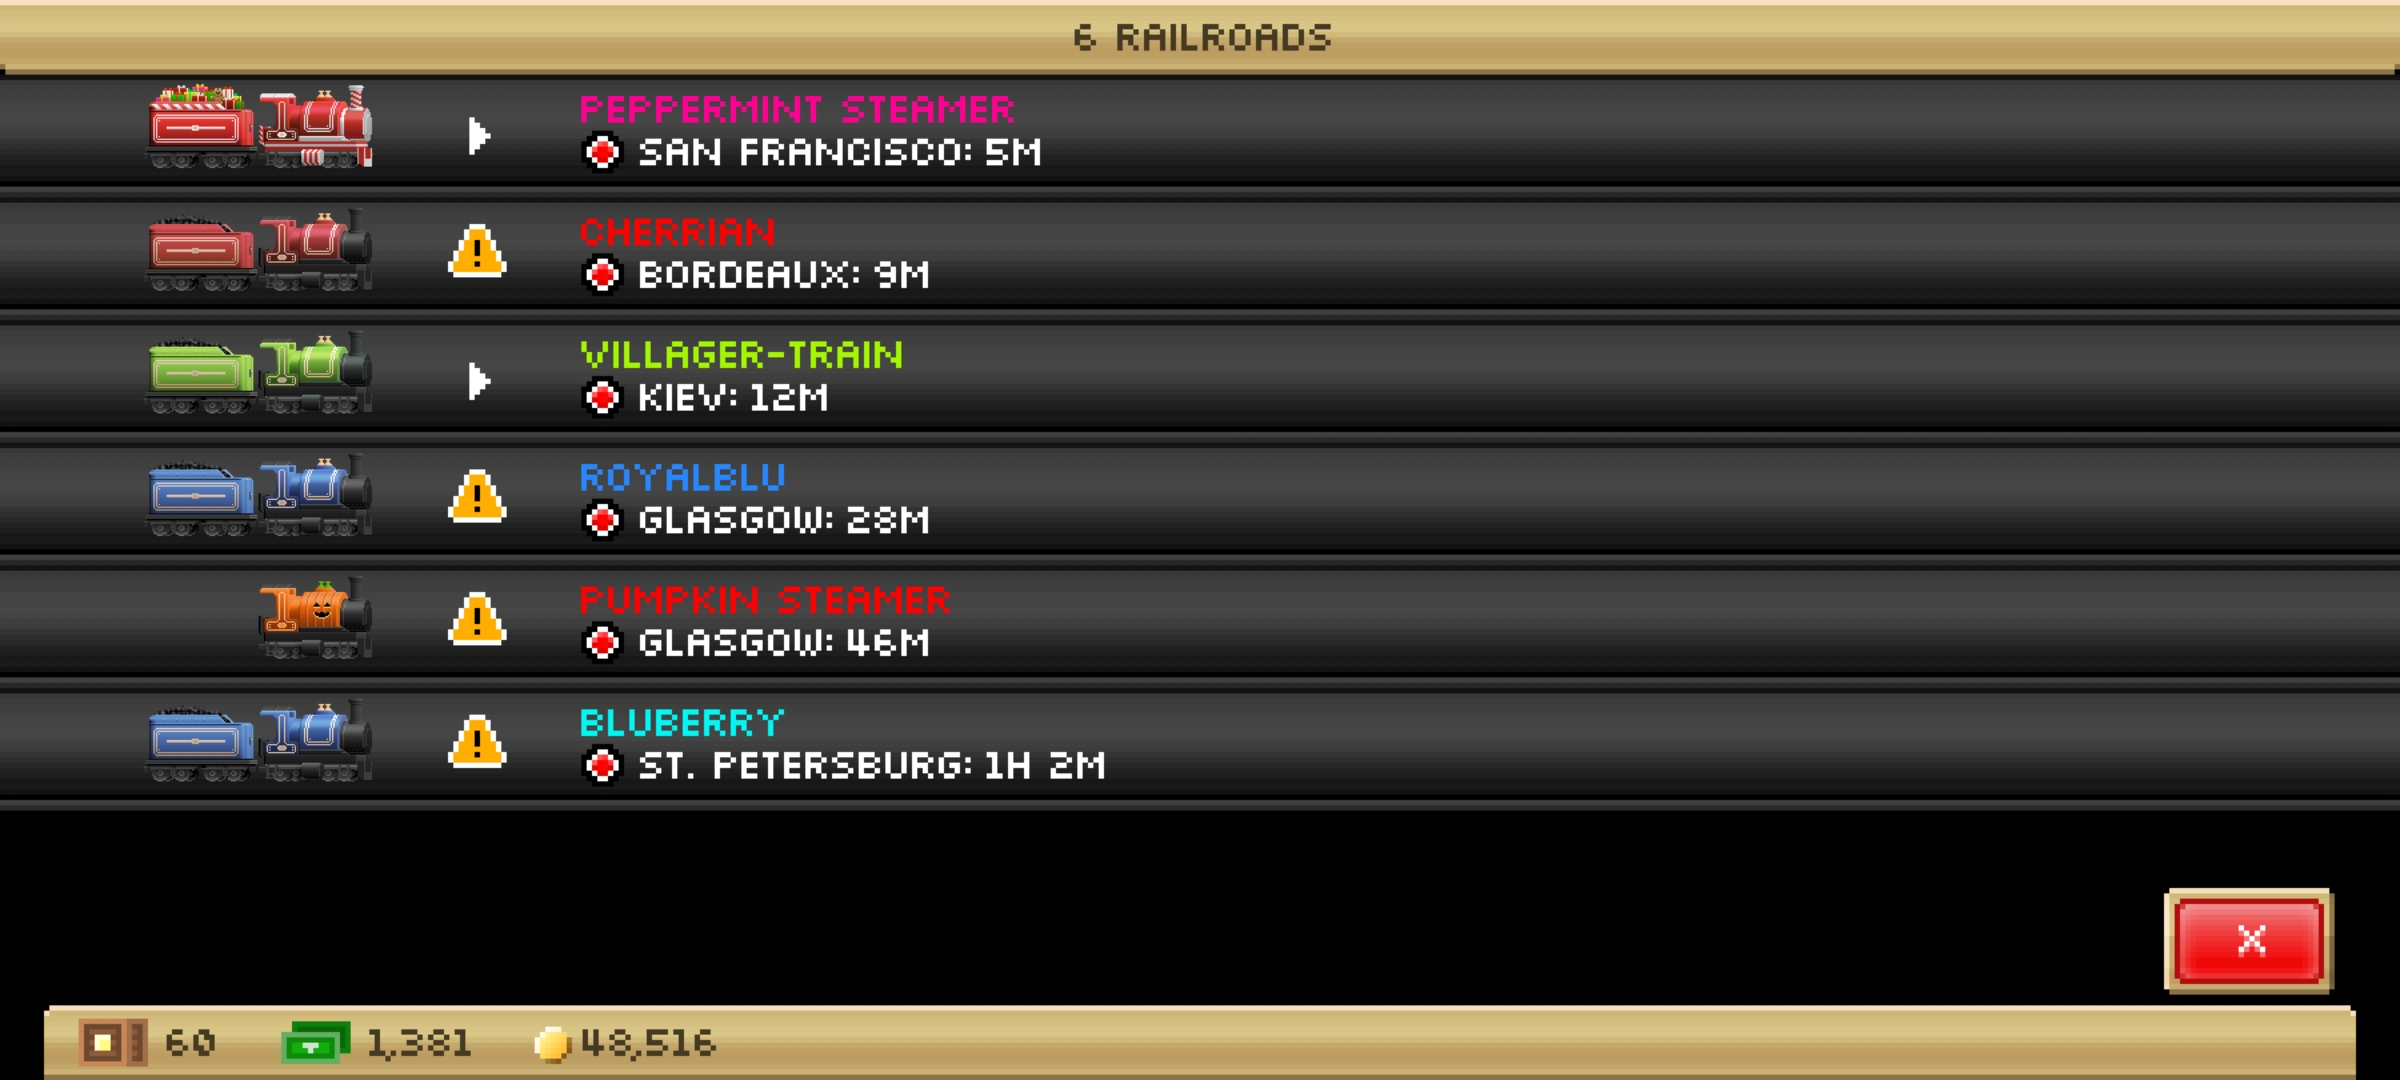 6 RAILROADS
PEPPERMINT STEAMER
SAN FRANCISCO: 5M
CHERRIAN
BORDEAUX: 9M
VILLAGER-TRAIN
KIEV: 12M
ROYALBLU
GLASGOW: 28M
PUMPKIN STEAMER
GLASGOW: 46M
BLUBERRY
ST. PETERSBURG: 1H 2M
X
60 1,381 48,516